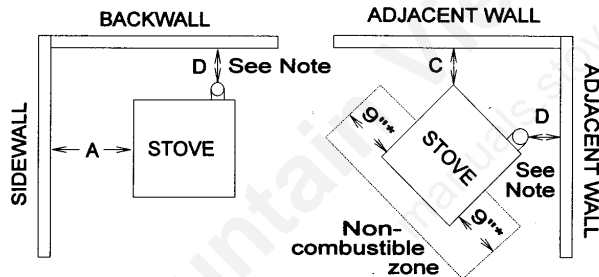 BACKWALL
D See Note
SIDEWALL
A
STOVE
ADJACENT WALL
C
ADJACENT WALL
D
See
Note
9"*
STOVE
9"*
Non-
combustible
zone